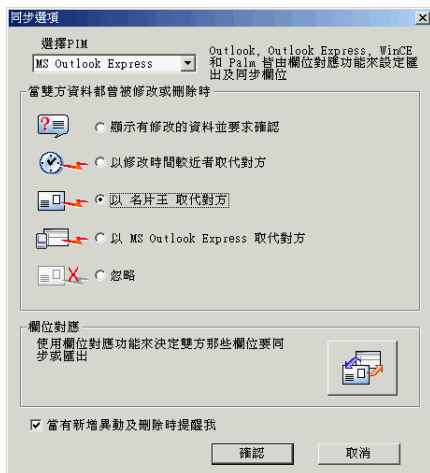 同步選項
選擇PIM
MS Outlook Express
Outlook, Outlook Express, WinCE
和 Palm 皆由欄位對應功能來設定匯
出及同步欄位
當雙方資料都曾被修改或刪除時
顯示有修改的資料並要求確認
以修改時間較近者取代對方
以 名片王 取代對方
以 MS Outlook Express 取代對方
忽略
欄位對應
使用欄位對應功能來決定雙方那些欄位要同
步或匯出
當有新增異動及刪除時提醒我
確認
取消